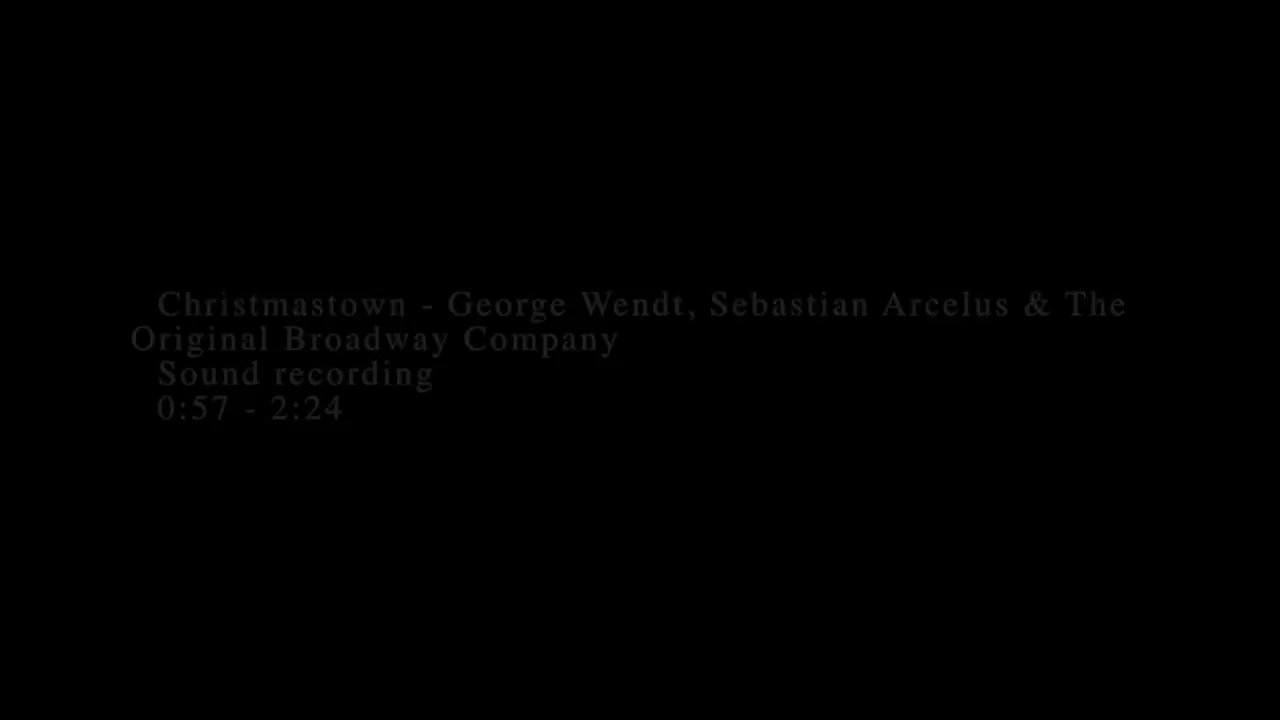 Christmastown - George Wendt, Sebastian Arcelus & The
Original Broadway Company
Sound recording
0:57 - 2:24